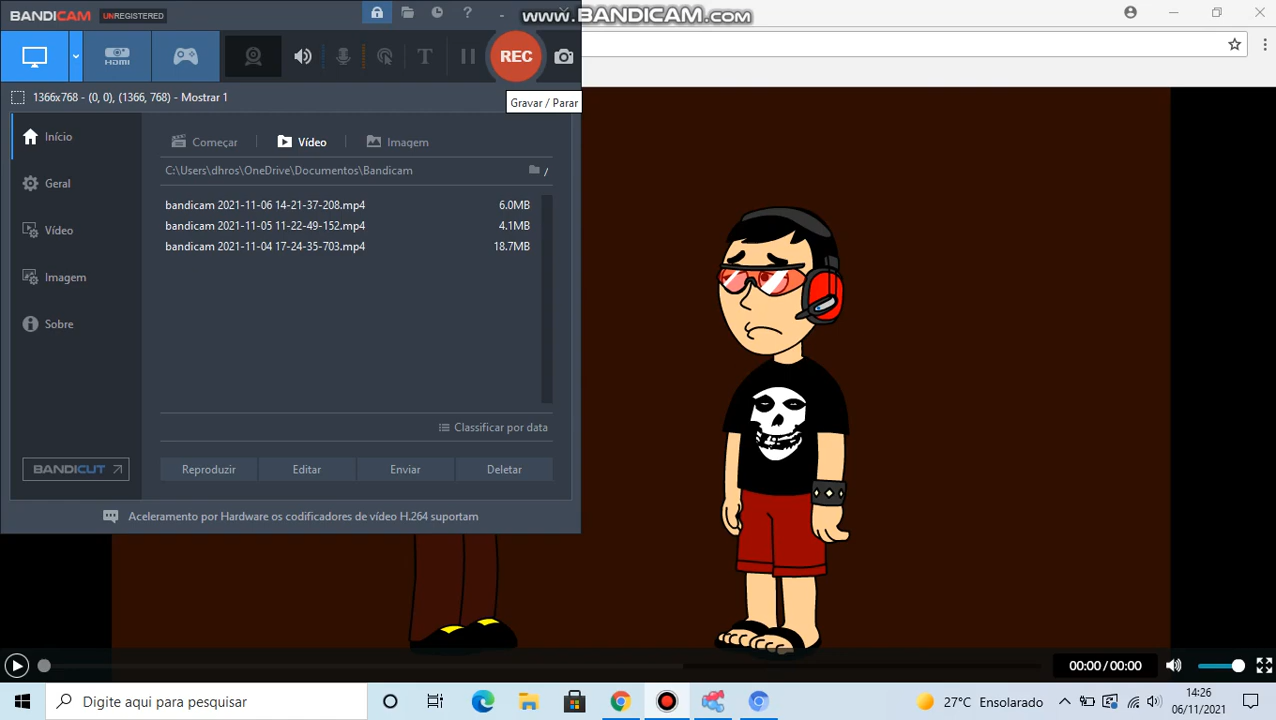 BANDICAM UNREGISTERED
www.BANDICAM.com
HDMI
REC
1366x768 - (0, 0), (1366, 768) - Mostrar 1
Gravar / Parar
Início
Geral
Vídeo
Imagem
Sobre
BANDICUT
Começar
Vídeo
Imagem
C:\Users\dhros\OneDrive\Documentos\Bandicam
bandicam 2021-11-06 14-21-37-208.mp4 6.0MB
bandicam 2021-11-05 11-22-49-152.mp4 4.1MB
bandicam 2021-11-04 17-24-35-703.mp4 18.7MB
Classificar por data
Reproduzir Editar Enviar Deletar
Aceleramento por Hardware os codificadores de vídeo H.264 suportam
00:00 / 00:00
Digite aqui para pesquisar
27°C Ensolarado
14:26
06/11/2021